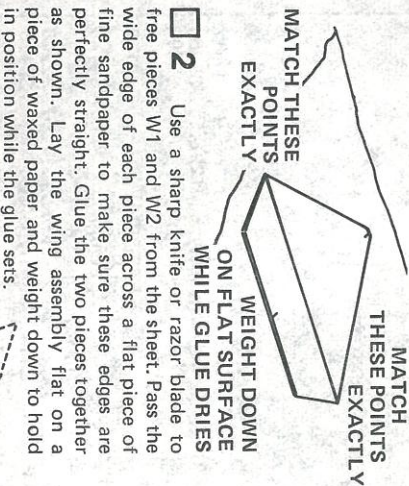 MATCH
THESE POINTS
EXACTLY
MATCH THESE
POINTS
EXACTLY
WEIGHT DOWN
ON FLAT SURFACE
WHILE GLUE DRIES
2 Use a sharp knife or razor blade to
free pieces W1 and W2 from the sheet. Pass the
wide edge of each piece across a flat piece of
fine sandpaper to make sure these edges are
perfectly straight. Glue the two pieces together
as shown. Lay the wing assembly flat on a
piece of waxed paper and weight down to hold
in position while the glue sets.